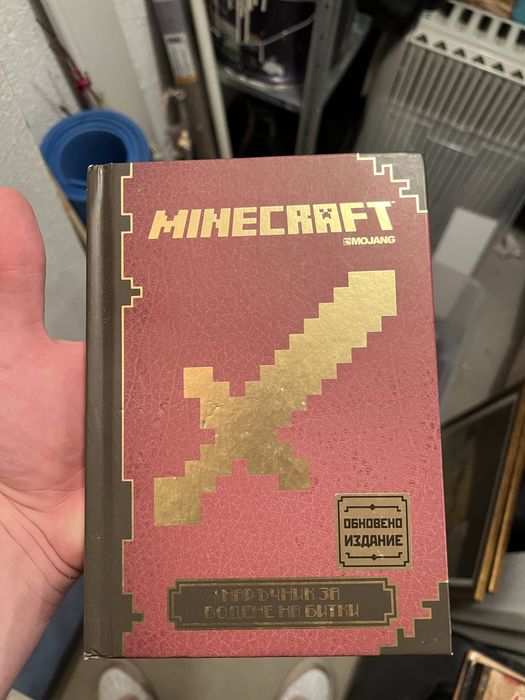 MINECRAFT
MOJANG
ОБНОВЕНО
ИЗДАНИЕ
НАРЪЧНИК ЗА
ВОДЕНЕ НА БИТКИ